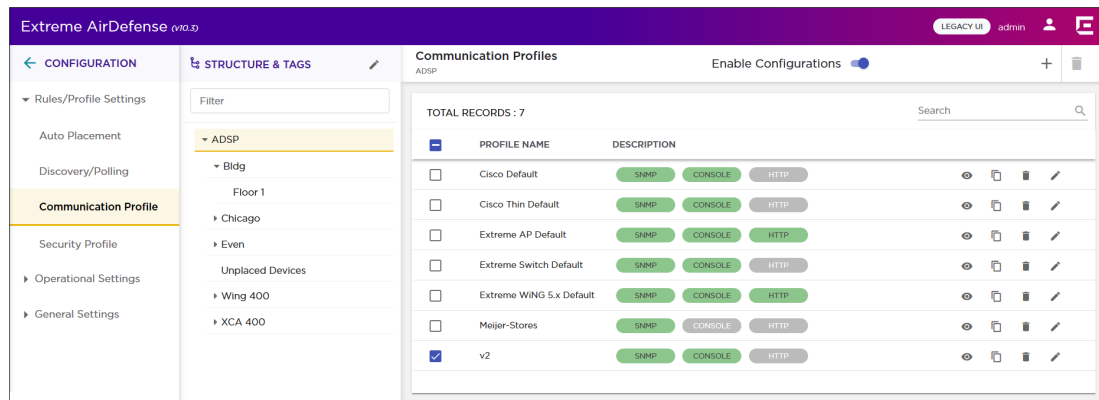 Extreme AirDefense (v10.3)
LEGACY UI admin
CONFIGURATION
Rules/Profile Settings
Auto Placement
Discovery/Polling
Communication Profile
Security Profile
Operational Settings
General Settings
STRUCTURE & TAGS
Filter
ADSP
Bldg
Floor 1
Chicago
Even
Unplaced Devices
Wing 400
XCA 400
Communication Profiles
ADSP
Enable Configurations
TOTAL RECORDS : 7
Search
PROFILE NAME DESCRIPTION
Cisco Default SNMP CONSOLE HTTP
Cisco Thin Default SNMP CONSOLE HTTP
Extreme AP Default SNMP CONSOLE HTTP
Extreme Switch Default SNMP CONSOLE HTTP
Extreme WiNG 5.x Default SNMP CONSOLE HTTP
Meijer-Stores SNMP CONSOLE HTTP
v2 SNMP CONSOLE HTTP